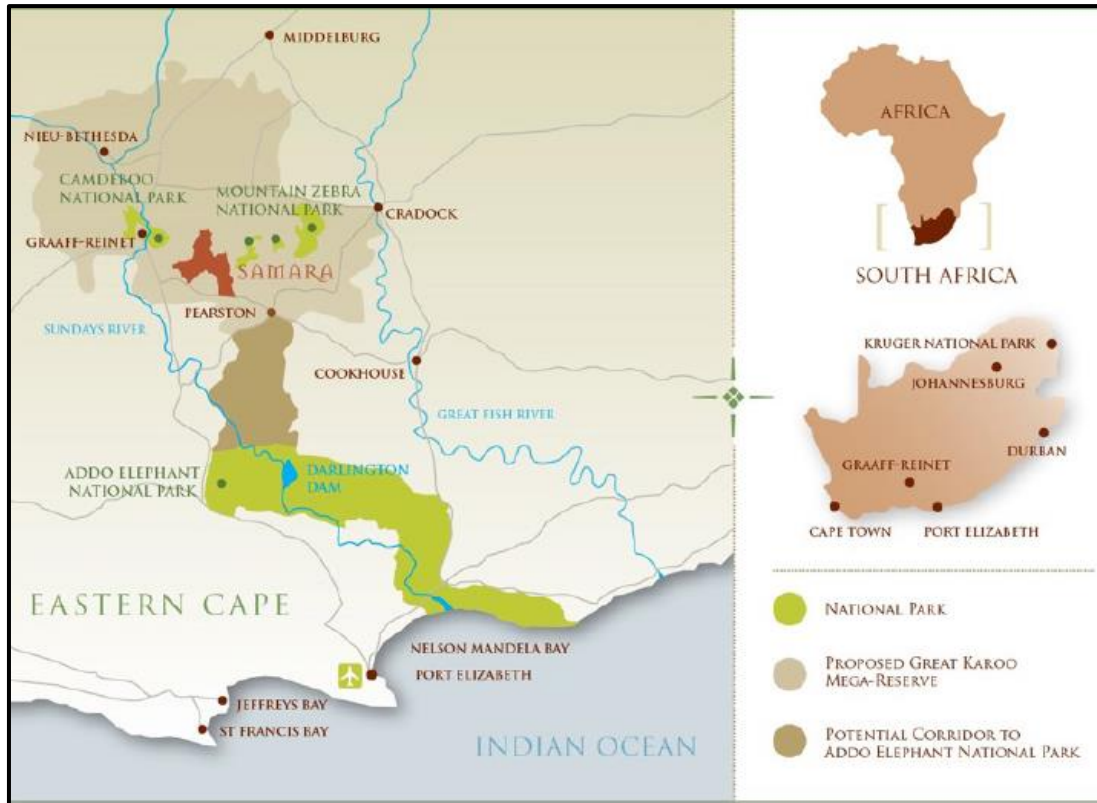 MIDDELBURG
NIEU-BETHESDA
CAMDEBOO
NATIONAL PARK
MOUNTAIN ZEBRA
NATIONAL PARK
CRADOCK
GRAAFF-REINET
SAMARA
PEARSTON
SUNDAYS RIVER
COOKHOUSE
GREAT FISH RIVER
ADDO ELEPHANT
NATIONAL PARK
DARLINGTON
DAM
EASTERN CAPE
NELSON MANDELA BAY
PORT ELIZABETH
JEFFREYS BAY
ST FRANCIS BAY
INDIAN OCEAN
AFRICA
SOUTH AFRICA
KRUGER NATIONAL PARK
JOHANNESBURG
DURBAN
GRAAFF-REINET
CAPE TOWN
PORT ELIZABETH
NATIONAL PARK
PROPOSED GREAT KAROO
MEGA-RESERVE
POTENTIAL CORRIDOR TO
ADDO ELEPHANT NATIONAL PARK